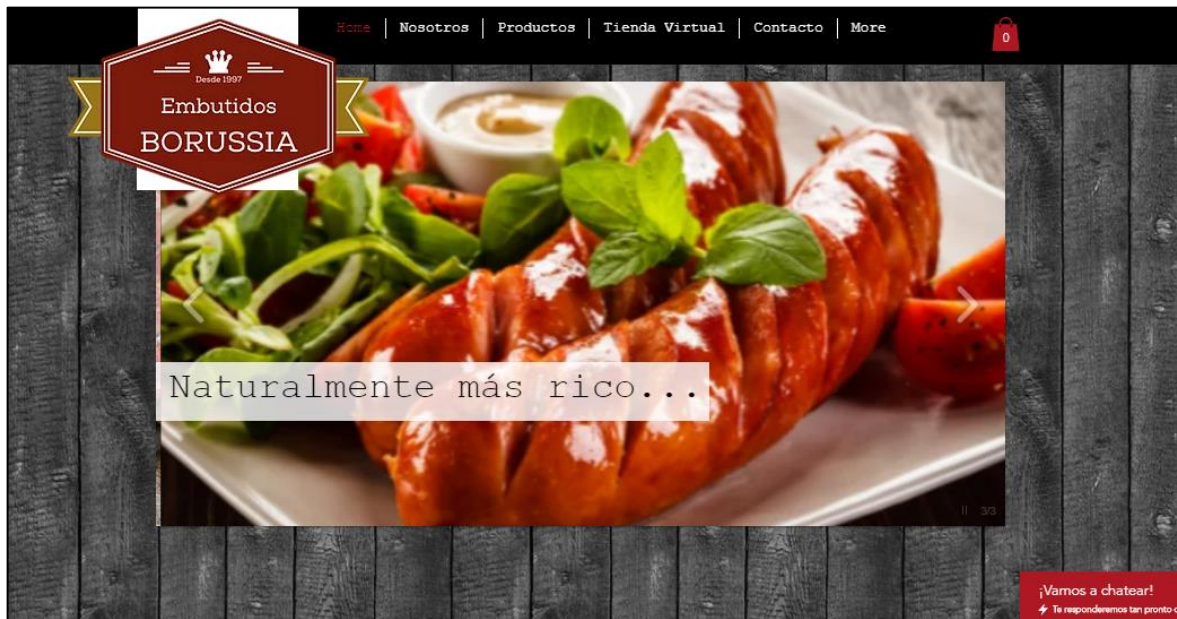 Home | Nosotros | Productos | Tienda Virtual | Contacto | More
0
Desde 1997
Embutidos
BORUSSIA
Naturalmente más rico...
3/3
¡Vamos a chatear!
Te responderemos tan pronto